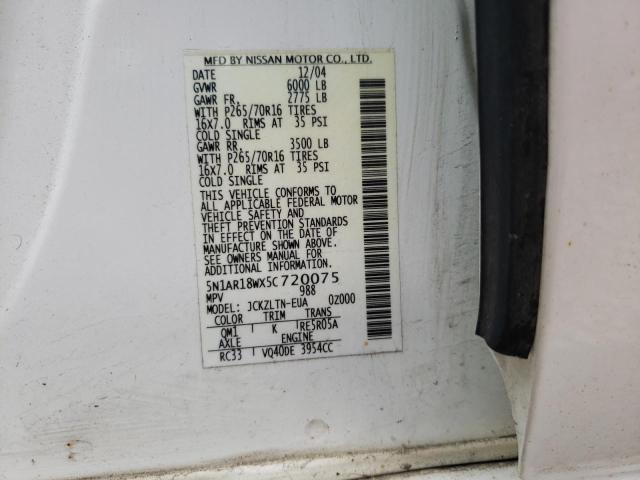 MFD BY NISSAN MOTOR CO., LTD.
DATE 12/04
GVWR 6000 LB
GAWR FR. 2775 LB
WITH P265/70R16 TIRES
16X7.0 RIMS AT 35 PSI
COLD SINGLE
GAWR RR. 3500 LB
WITH P265/70R16 TIRES
16X7.0 RIMS AT 35 PSI
COLD SINGLE
THIS VEHICLE CONFORMS TO
ALL APPLICABLE FEDERAL MOTOR
VEHICLE SAFETY AND
THEFT PREVENTION STANDARDS
IN EFFECT ON THE DATE OF
MANUFACTURE SHOWN ABOVE.
SEE OWNERS MANUAL FOR
ADDITIONAL INFORMATION.
5N1AR18WX5C720075
MPV 988
MODEL: JCKZLTN-EUA 0Z000
COLOR TRIM TRANS
QM1 K RE5R05A
AXLE ENGINE
RC33 VQ40DE 3954CC